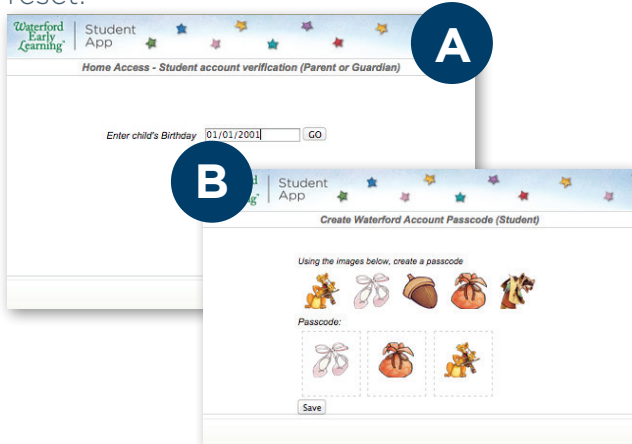 reset.
Waterford
Early
Learning™
Student
App
A
Home Access - Student account verification (Parent or Guardian)
Enter child's Birthday 01/01/2001 GO
B
Student
App
Create Waterford Account Passcode (Student)
Using the images below, create a passcode
Passcode:
Save